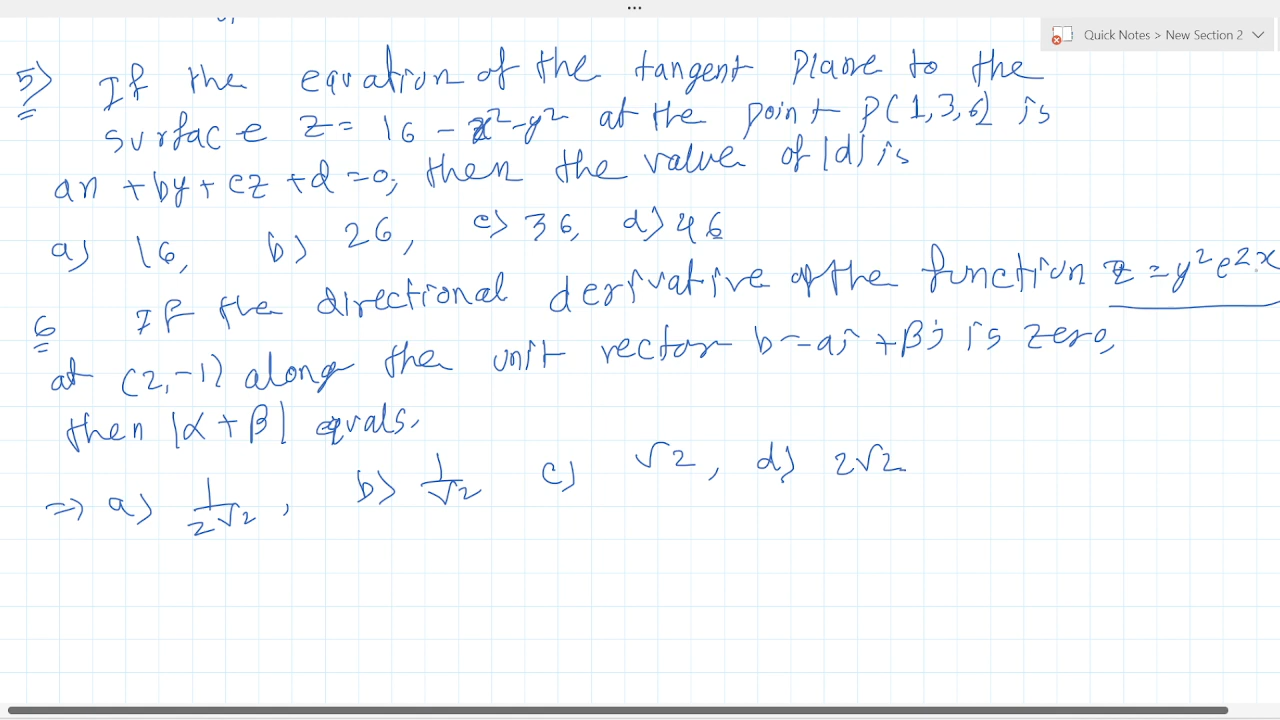 Quick Notes > New Section 2
5) If the equation of the tangent plane to the
surface z = 16 - x²-y² at the point P(1,3,6) is
ax + by + cz + d = 0, then the value of |d| is
a) 16, b) 26, c) 36, d) 46
6 If the directional derivative of the function z = y²e^2x
at (2,-1) along the unit vector b = αî + βĵ is zero,
then |α + β| equals.
=> a) 1/2√2, b) 1/√2 c) √2, d) 2√2